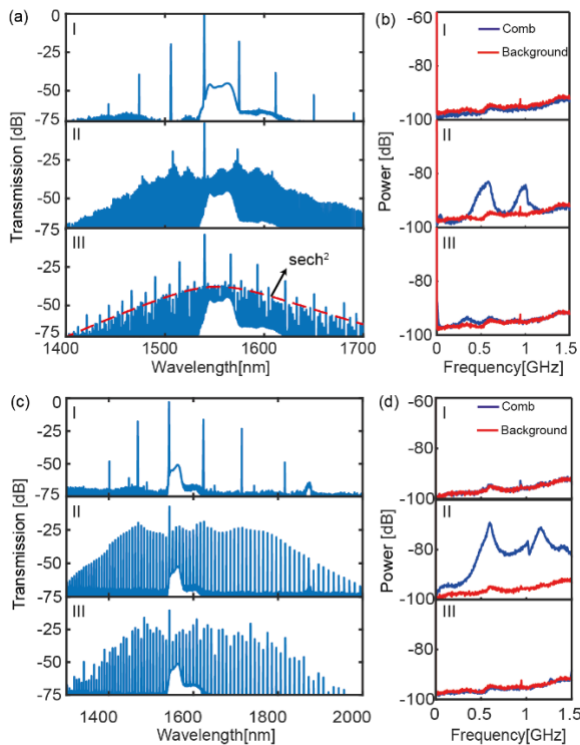 (a)
I
II
III
0
-25
-50
-75
-25
-50
-75
-25
-50
-75
Transmission [dB]
Transmission [dB]
sech²
1400
1500
1600
1700
Wavelength[nm]
(b)
I
II
III
Comb
Background
-60
-80
-100
-80
-100
-80
-100
Power [dB]
0
0.5
1
1.5
Frequency[GHz]
(c)
I
II
III
0
-25
-50
-75
-25
-50
-75
-25
-50
-75
Transmission [dB]
Transmission [dB]
1400
1600
1800
2000
Wavelength[nm]
(d)
I
II
III
Comb
Background
-60
-80
-100
-80
-100
-80
-100
Power [dB]
0
0.5
1
1.5
Frequency[GHz]